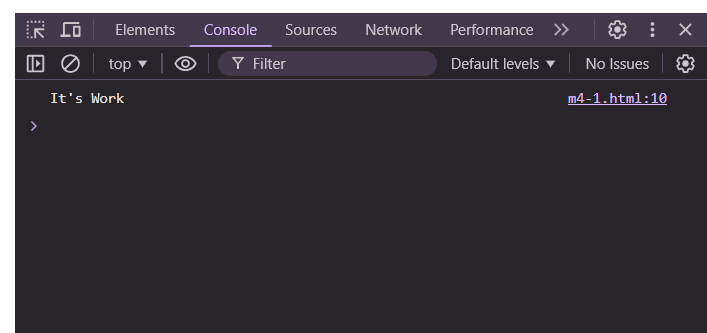 Elements Console Sources Network Performance
top Filter Default levels No Issues
It's Work m4-1.html:10